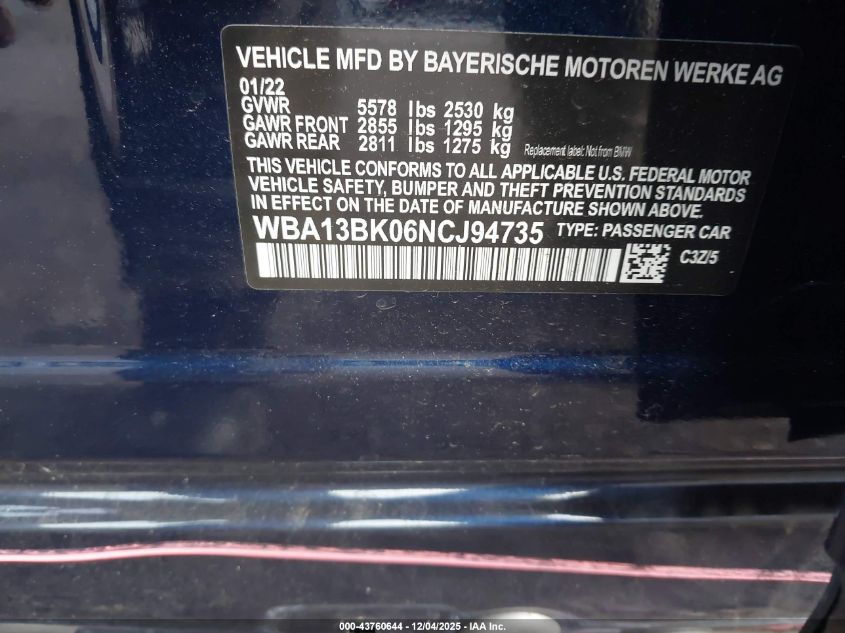 VEHICLE MFD BY BAYERISCHE MOTOREN WERKE AG
01/22
GVWR 5578 lbs 2530 kg
GAWR FRONT 2855 lbs 1295 kg
GAWR REAR 2811 lbs 1275 kg Replacement label: Not from BMW
THIS VEHICLE CONFORMS TO ALL APPLICABLE U.S. FEDERAL MOTOR
VEHICLE SAFETY, BUMPER AND THEFT PREVENTION STANDARDS
IN EFFECT ON THE DATE OF MANUFACTURE SHOWN ABOVE.
WBA13BK06NCJ94735 TYPE: PASSENGER CAR
C3Z/5
000-43760644 - 12/04/2025 - IAA Inc.